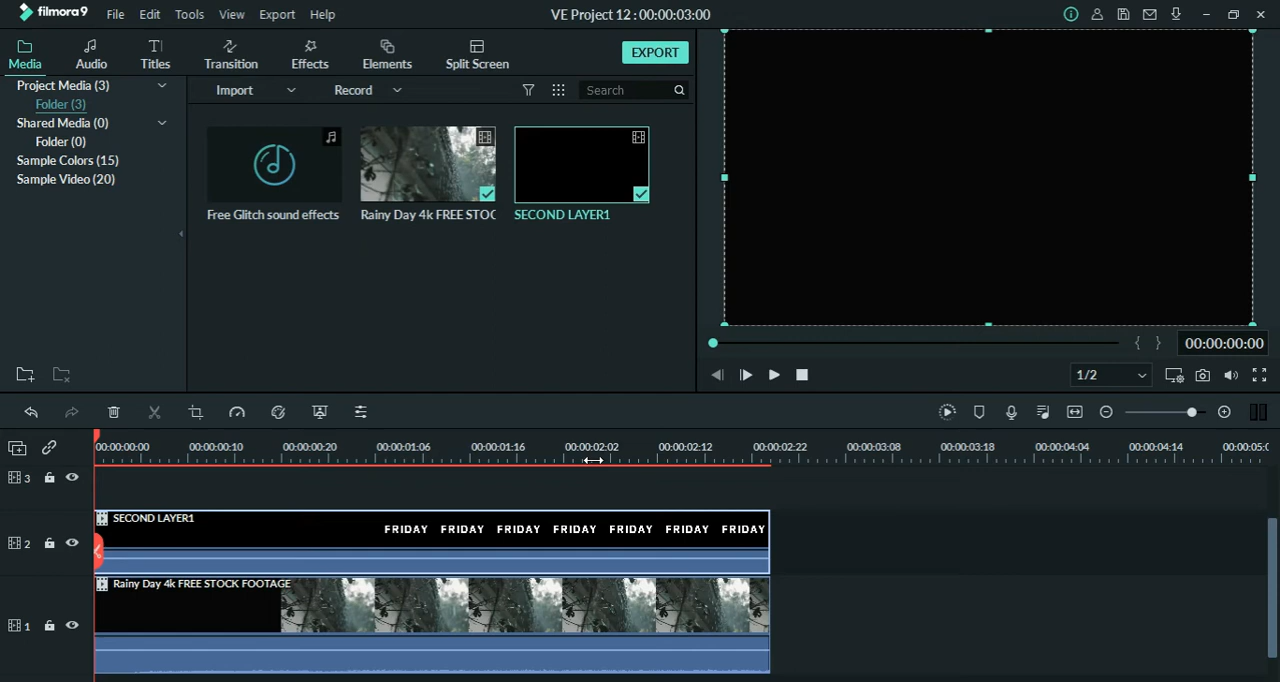 filmora9 File Edit Tools View Export Help VE Project 12 : 00:00:03:00
Media Audio Titles Transition Effects Elements Split Screen EXPORT
Project Media (3)
Folder (3)
Shared Media (0)
Folder (0)
Sample Colors (15)
Sample Video (20)
Import Record Search
Free Glitch sound effects Rainy Day 4k FREE STOC SECOND LAYER1
00:00:00:00
1/2
00:00:00:00 00:00:00:10 00:00:00:20 00:00:01:06 00:00:01:16 00:00:02:02 00:00:02:12 00:00:02:22 00:00:03:08 00:00:03:18 00:00:04:04 00:00:04:14 00:00:05:0
3
2 SECOND LAYER1
FRIDAY FRIDAY FRIDAY FRIDAY FRIDAY FRIDAY FRIDAY
1 Rainy Day 4k FREE STOCK FOOTAGE